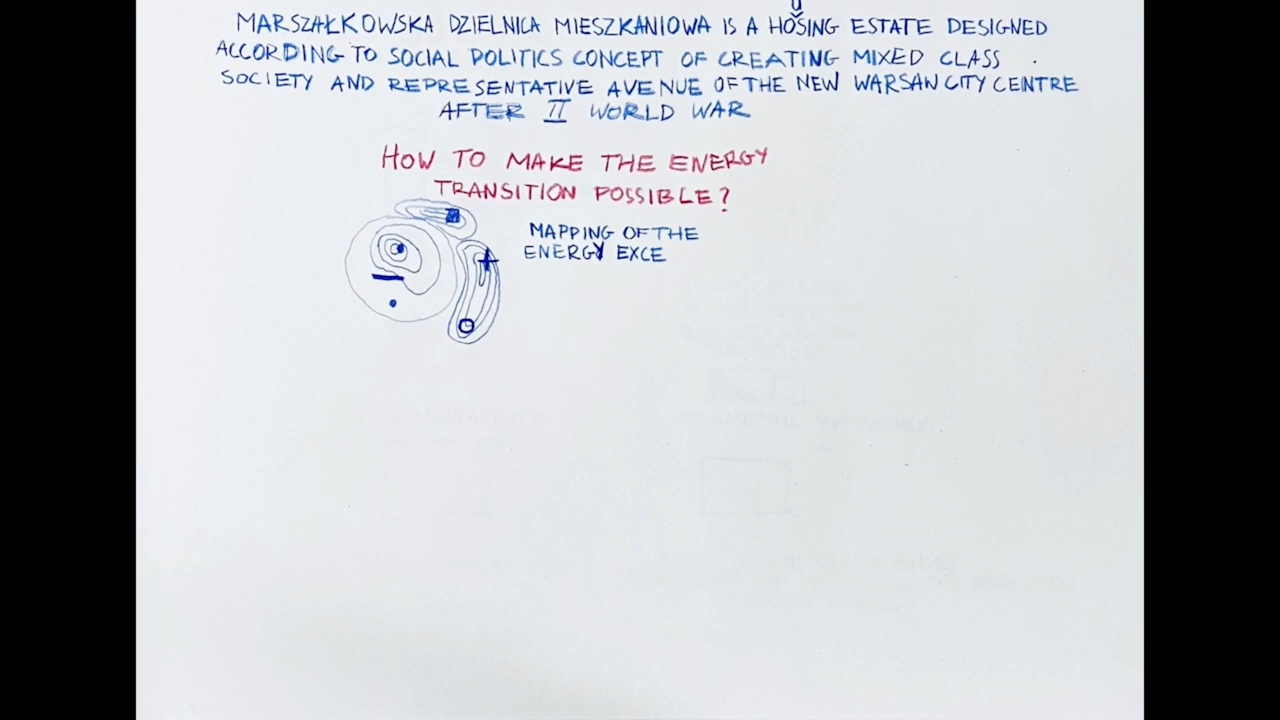 MARSZAŁKOWSKA DZIELNICA MIESZKANIOWA IS A HOUSING ESTATE DESIGNED
ACCORDING TO SOCIAL POLITICS CONCEPT OF CREATING MIXED CLASS
SOCIETY AND REPRESENTATIVE AVENUE OF THE NEW WARSAW CITY CENTRE
AFTER II WORLD WAR
HOW TO MAKE THE ENERGY
TRANSITION POSSIBLE?
MAPPING OF THE
ENERGY EXCE